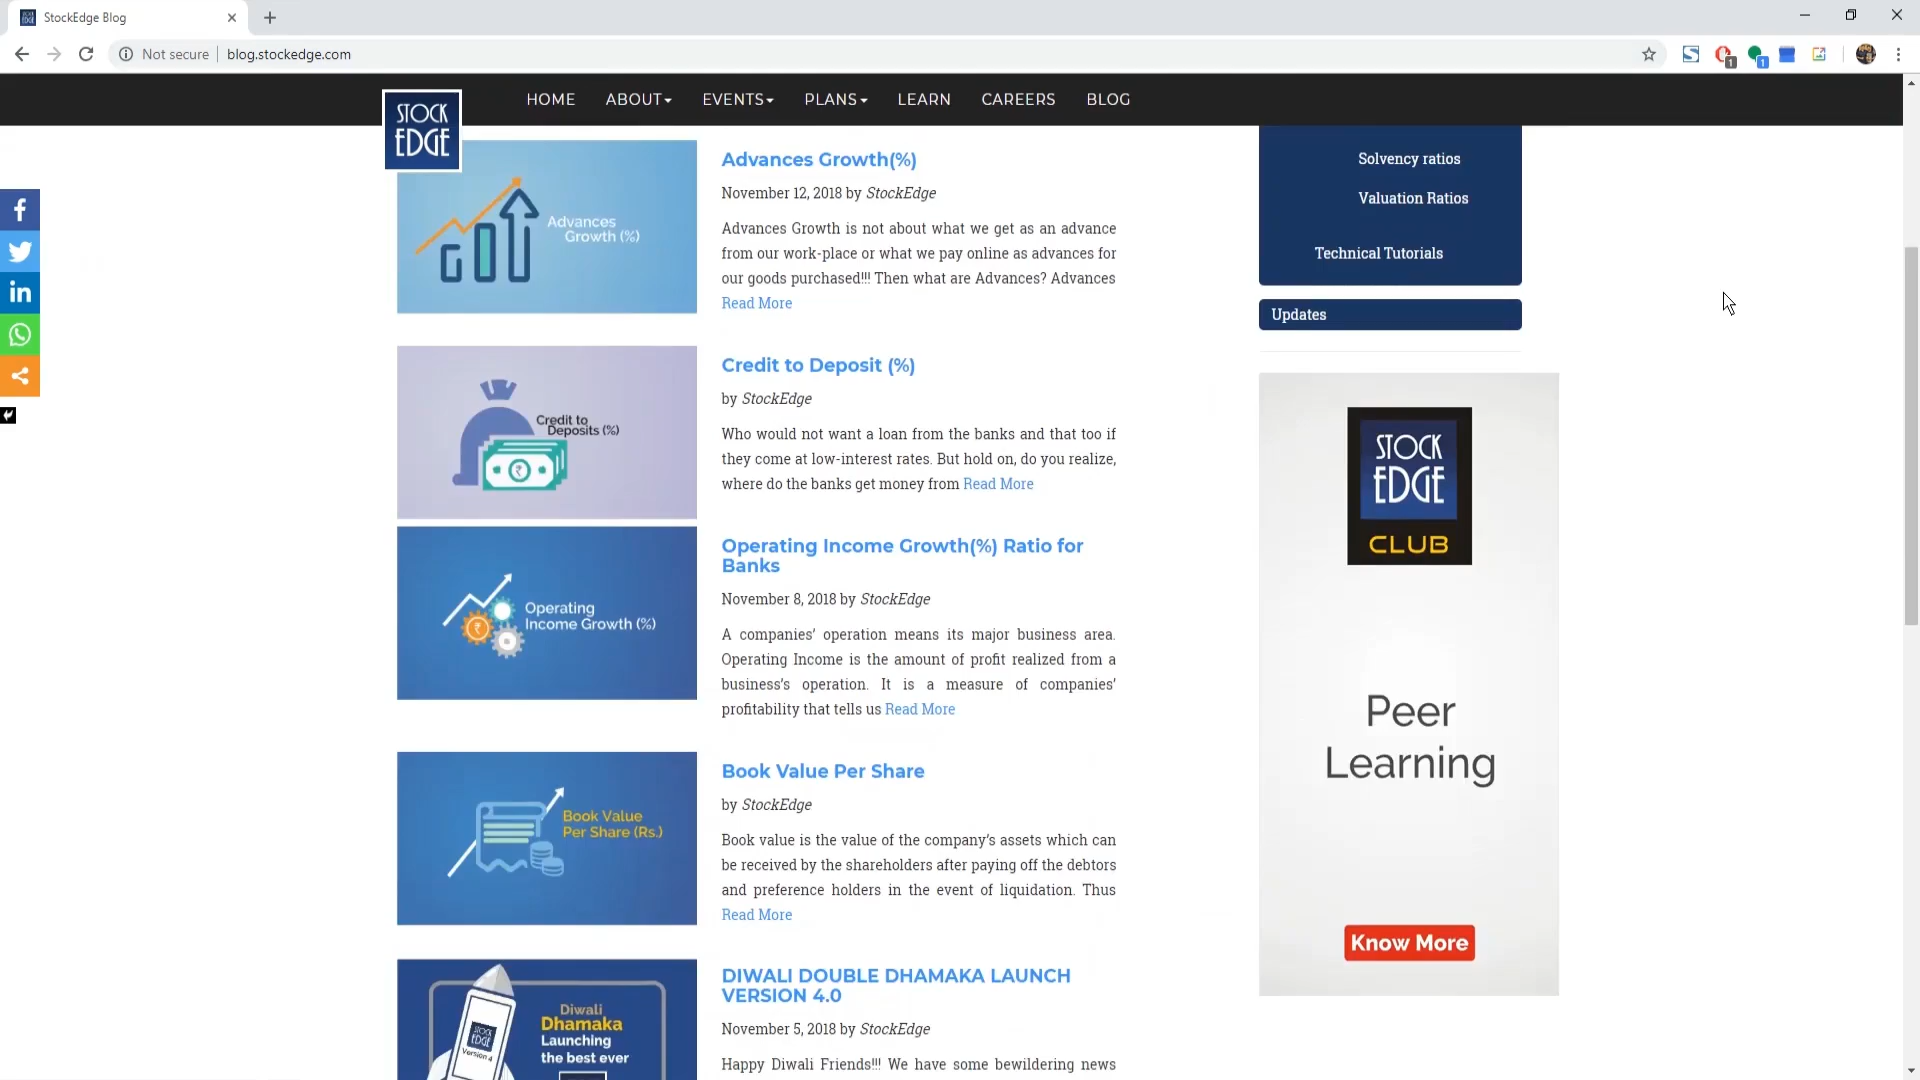 StockEdge Blog
Not secure
blog.stockedge.com
1
1
STOCK
EDGE
HOME
ABOUT
EVENTS
PLANS
LEARN
CAREERS
BLOG
Advances
Growth (%)
Advances Growth(%)
November 12, 2018 by StockEdge
Advances Growth is not about what we get as an advance
from our work-place or what we pay online as advances for
our goods purchased!!! Then what are Advances? Advances
Read More
Credit to
Deposits (%)
Credit to Deposit (%)
by StockEdge
Who would not want a loan from the banks and that too if
they come at low-interest rates. But hold on, do you realize,
where do the banks get money from Read More
Operating
Income Growth (%)
Operating Income Growth(%) Ratio for
Banks
November 8, 2018 by StockEdge
A companies’ operation means its major business area.
Operating Income is the amount of profit realized from a
business’s operation. It is a measure of companies’
profitability that tells us Read More
Book Value
Per Share (Rs.)
Book Value Per Share
by StockEdge
Book value is the value of the company’s assets which can
be received by the shareholders after paying off the debtors
and preference holders in the event of liquidation. Thus
Read More
STOCK
EDGE
Version 4
Diwali
Dhamaka
Launching
the best ever
DIWALI DOUBLE DHAMAKA LAUNCH
VERSION 4.0
November 5, 2018 by StockEdge
Happy Diwali Friends!!! We have some bewildering news
Solvency ratios
Valuation Ratios
Technical Tutorials
Updates
STOCK
EDGE
CLUB
Peer
Learning
Know More